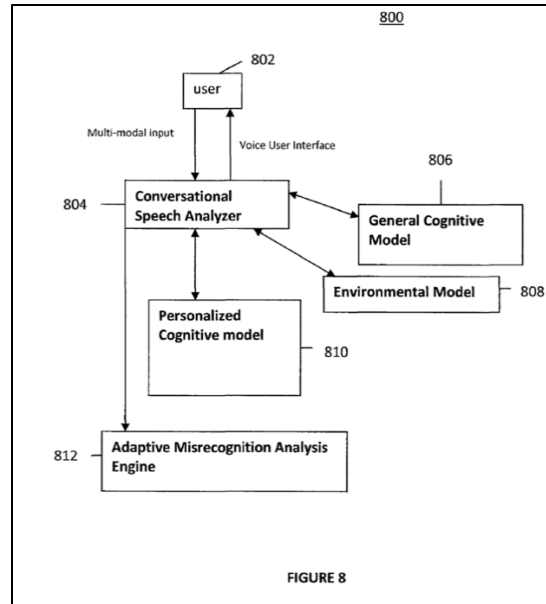 800
802
user
Multi-modal input
Voice User Interface
806
804
Conversational
Speech Analyzer
General Cognitive
Model
Environmental Model
808
Personalized
Cognitive model
810
812
Adaptive Misrecognition Analysis
Engine
FIGURE 8